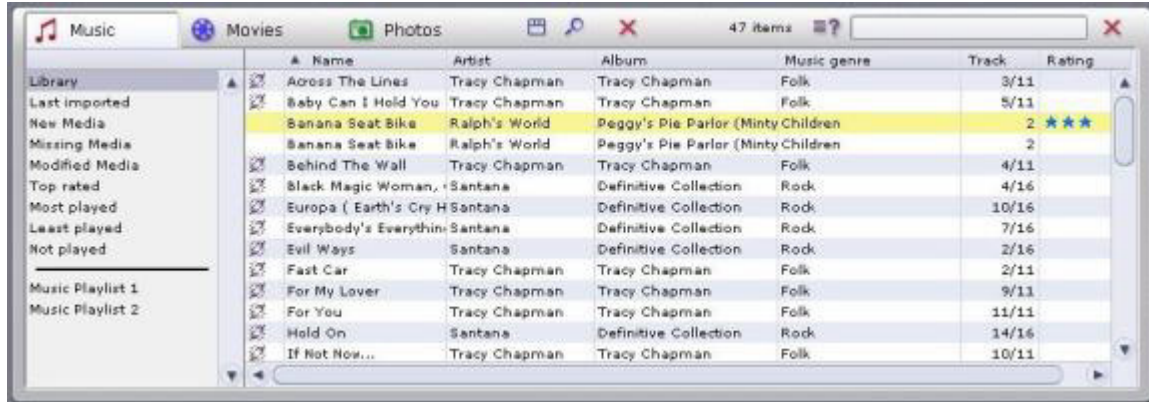 Music Movies Photos 47 items ?
Name Artist Album Music genre Track Rating
Library
Last imported
New Media
Missing Media
Modified Media
Top rated
Most played
Least played
Not played
Music Playlist 1
Music Playlist 2
Across The Lines Tracy Chapman Tracy Chapman Folk 3/11
Baby Can I Hold You Tracy Chapman Tracy Chapman Folk 5/11
Banana Seat Bike Ralph's World Peggy's Pie Parlor (Minty Children 2
Banana Seat Bike Ralph's World Peggy's Pie Parlor (Minty Children 2
Behind The Wall Tracy Chapman Tracy Chapman Folk 4/11
Black Magic Woman, Santana Definitive Collection Rock 4/16
Europa ( Earth's Cry H Santana Definitive Collection Rock 10/16
Everybody's Everythin Santana Definitive Collection Rock 7/16
Evil Ways Santana Definitive Collection Rock 2/16
Fast Car Tracy Chapman Tracy Chapman Folk 2/11
For My Lover Tracy Chapman Tracy Chapman Folk 9/11
For You Tracy Chapman Tracy Chapman Folk 11/11
Hold On Santana Definitive Collection Rock 14/16
If Not Now... Tracy Chapman Tracy Chapman Folk 10/11